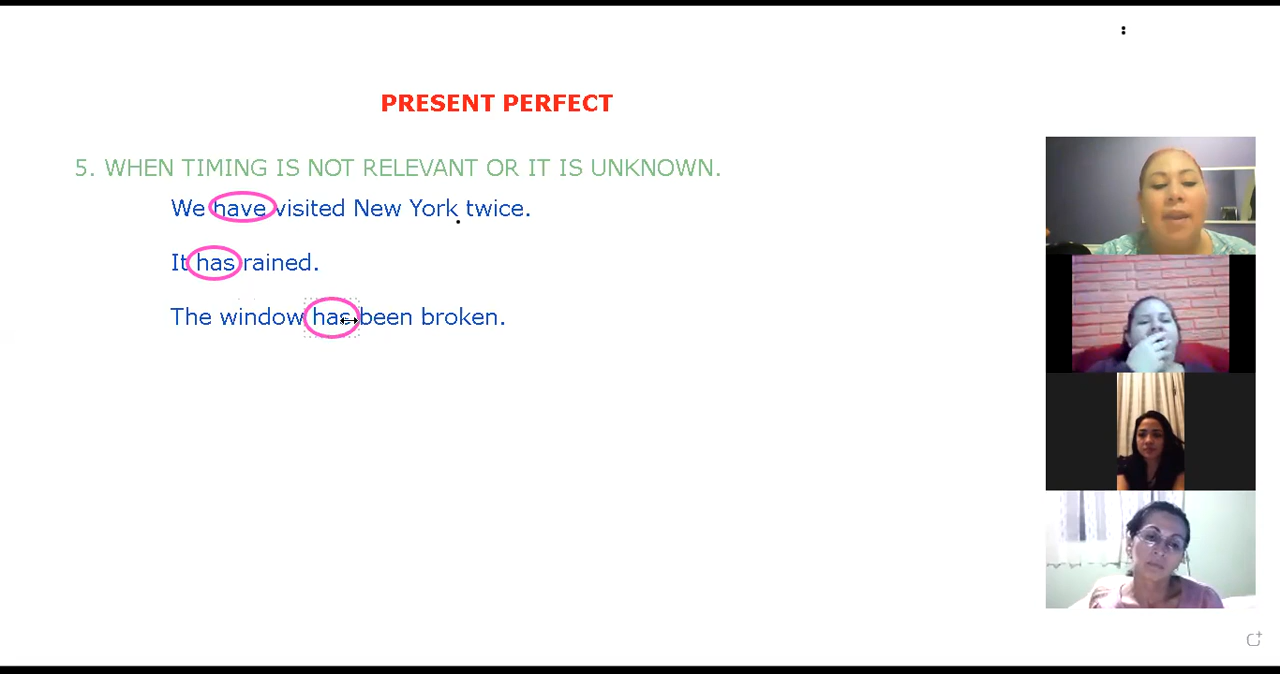 PRESENT PERFECT
5. WHEN TIMING IS NOT RELEVANT OR IT IS UNKNOWN.
We have visited New York twice.
It has rained.
The window has been broken.